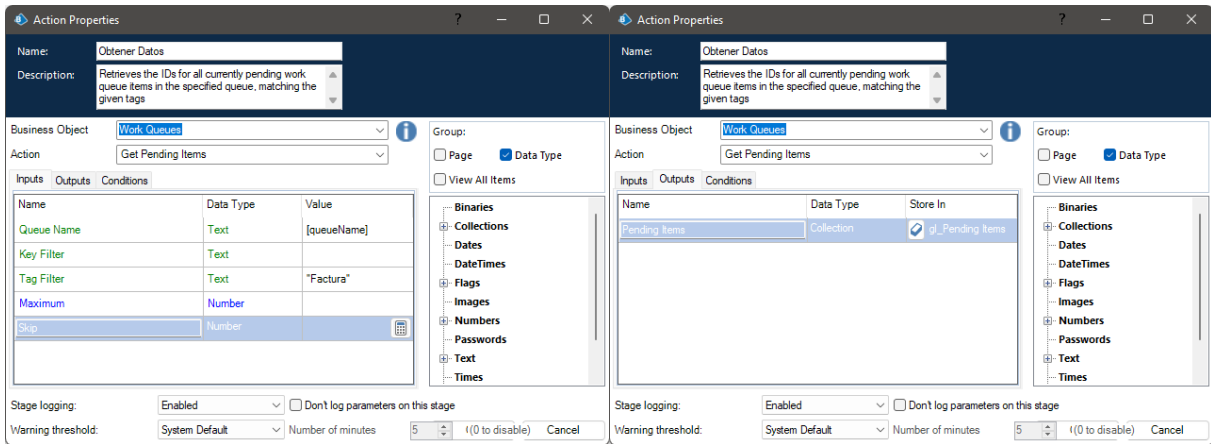 Action Properties
?
Name: Obtener Datos
Description: Retrieves the IDs for all currently pending work
queue items in the specified queue, matching the
given tags
Business Object Work Queues
Action Get Pending Items
Inputs Outputs Conditions
Name Data Type Value
Queue Name Text [queueName]
Key Filter Text
Tag Filter Text "Factura"
Maximum Number
Skip Number
Group:
Page Data Type
View All Items
Binaries
Collections
Dates
DateTimes
Flags
Images
Numbers
Passwords
Text
Times
Stage logging: Enabled Don't log parameters on this stage
Warning threshold: System Default Number of minutes 5 (0 to disable) Cancel
Action Properties
?
Name: Obtener Datos
Description: Retrieves the IDs for all currently pending work
queue items in the specified queue, matching the
given tags
Business Object Work Queues
Action Get Pending Items
Inputs Outputs Conditions
Name Data Type Store In
Pending Items Collection gl_Pending Items
Group:
Page Data Type
View All Items
Binaries
Collections
Dates
DateTimes
Flags
Images
Numbers
Passwords
Text
Times
Stage logging: Enabled Don't log parameters on this stage
Warning threshold: System Default Number of minutes 5 (0 to disable) Cancel